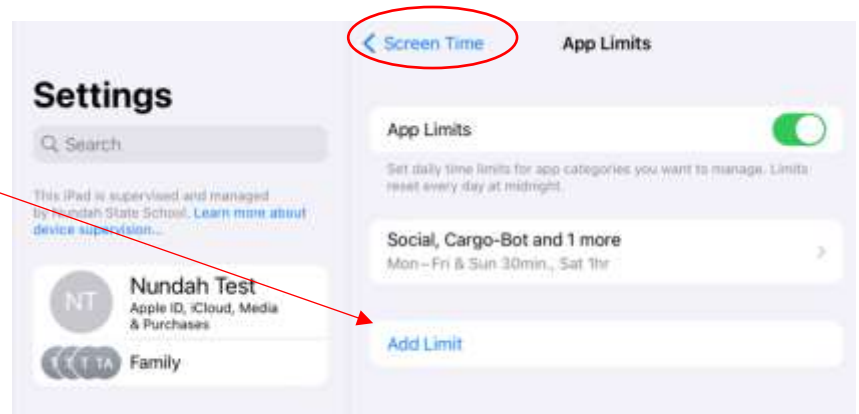 Settings
Search
This iPad is supervised and managed
by Nundah State School. Learn more about
device supervision...
NT
Nundah Test
Apple ID, iCloud, Media
& Purchases
TA
Family
Screen Time
App Limits
App Limits
Set daily time limits for app categories you want to manage. Limits
reset every day at midnight.
Social, Cargo-Bot and 1 more
Mon–Fri & Sun 30min., Sat 1hr
Add Limit